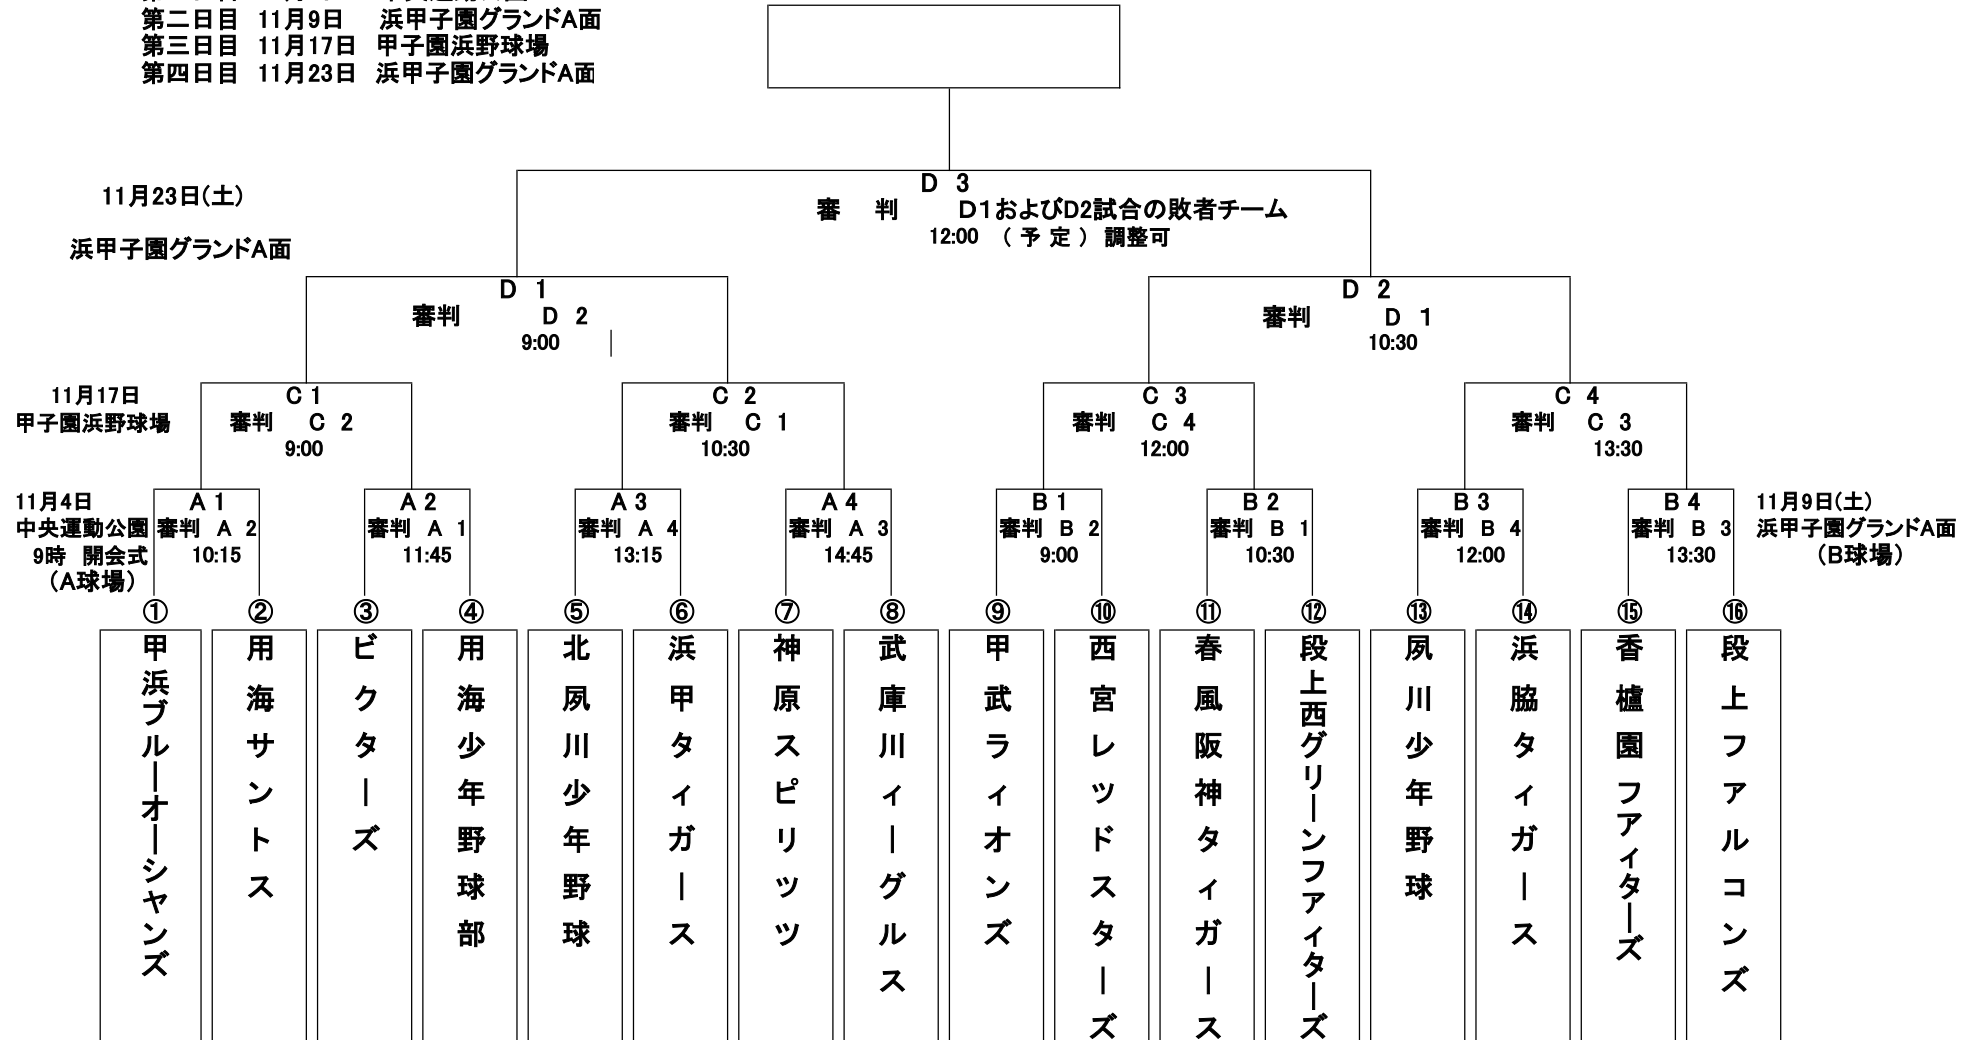 第二日目 11月9日 浜甲子園グランドA面
第三日目 11月17日 甲子園浜野球場
第四日目 11月23日 浜甲子園グランドA面
D 3
審 判 D1およびD2試合の敗者チーム
12:00 (予定) 調整可
11月23日(土)
浜甲子園グランドA面
D 1
審判 D 2
9:00
D 2
審判 D 1
10:30
11月17日
甲子園浜野球場
C 1
審判 C 2
9:00
C 2
審判 C 1
10:30
C 3
審判 C 4
12:00
C 4
審判 C 3
13:30
11月4日
中央運動公園
9時 開会式
(A球場)
A 1
審判 A 2
10:15
A 2
審判 A 1
11:45
A 3
審判 A 4
13:15
A 4
審判 A 3
14:45
B 1
審判 B 2
9:00
B 2
審判 B 1
10:30
B 3
審判 B 4
12:00
B 4
審判 B 3
13:30
11月9日(土)
浜甲子園グランドA面
(B球場)
①
甲浜ブルーオーシャンズ
②
用海サントス
③
ビクターズ
④
用海少年野球部
⑤
北夙川少年野球
⑥
浜甲タィガース
⑦
神原スピリッツ
⑧
武庫川ィーグルス
⑨
甲武ラィオンズ
⑩
西宮レッドスターズ
⑪
春風阪神タィガース
⑫
段上西グリーンファィターズ
⑬
夙川少年野球
⑭
浜脇タィガース
⑮
香櫨園フアィターズ
⑯
段上フアルコンズ